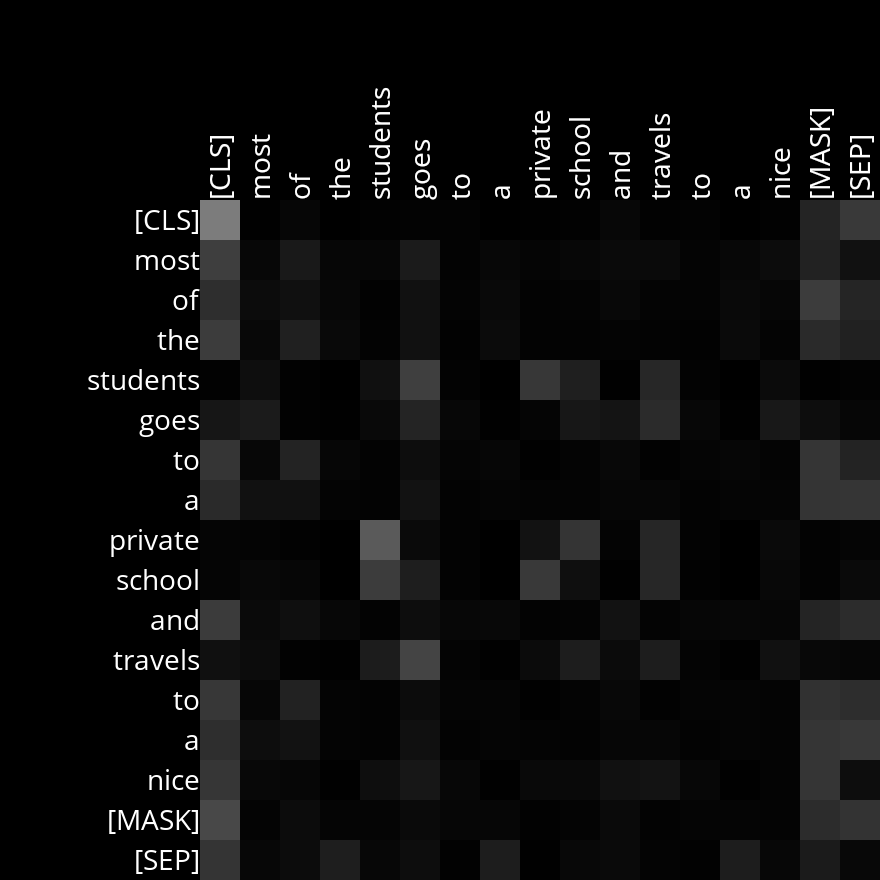 [CLS] most of the students goes to a private school and travels to a nice [MASK] [SEP]
[CLS]
most
of
the
students
goes
to
a
private
school
and
travels
to
a
nice
[MASK]
[SEP]